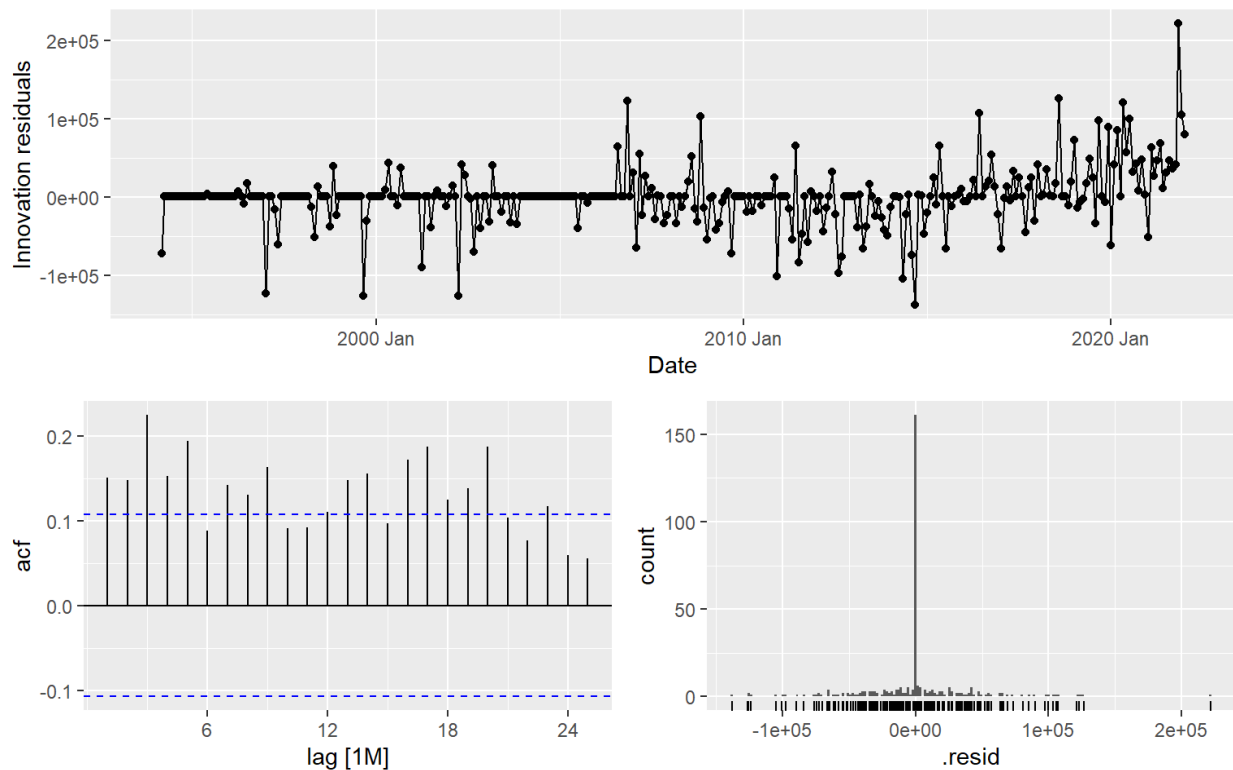 Innovation residuals
2e+05
1e+05
0e+00
-1e+05
2000 Jan
2010 Jan
2020 Jan
Date
acf
0.2
0.1
0.0
-0.1
6
12
18
24
lag [1M]
count
150
100
50
0
-1e+05
0e+00
1e+05
2e+05
.resid